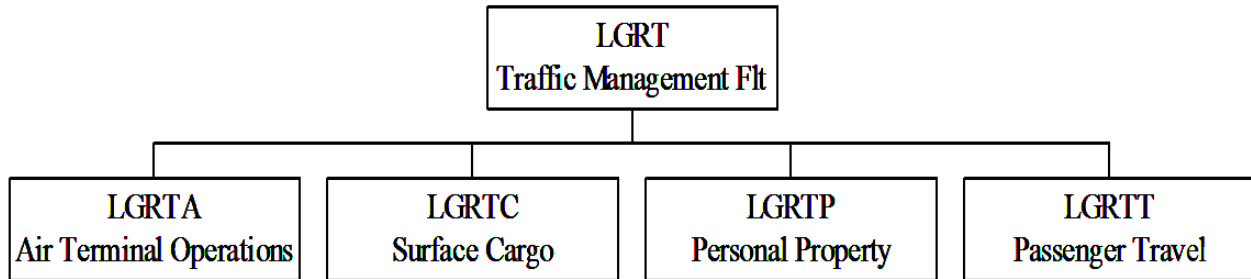 LGRT
Traffic Management Flt
LGRTA
Air Terminal Operations
LGRTC
Surface Cargo
LGRTP
Personal Property
LGRTT
Passenger Travel